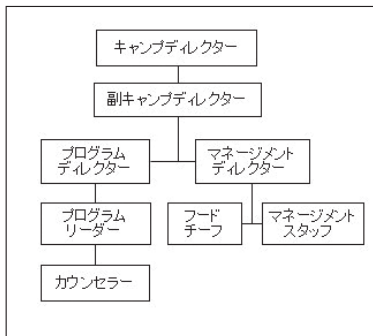 キャンプディレクター
副キャンプディレクター
プログラム
ディレクター
マネージメント
ディレクター
プログラム
リーダー
フード
チーフ
マネージメント
スタッフ
カウンセラー